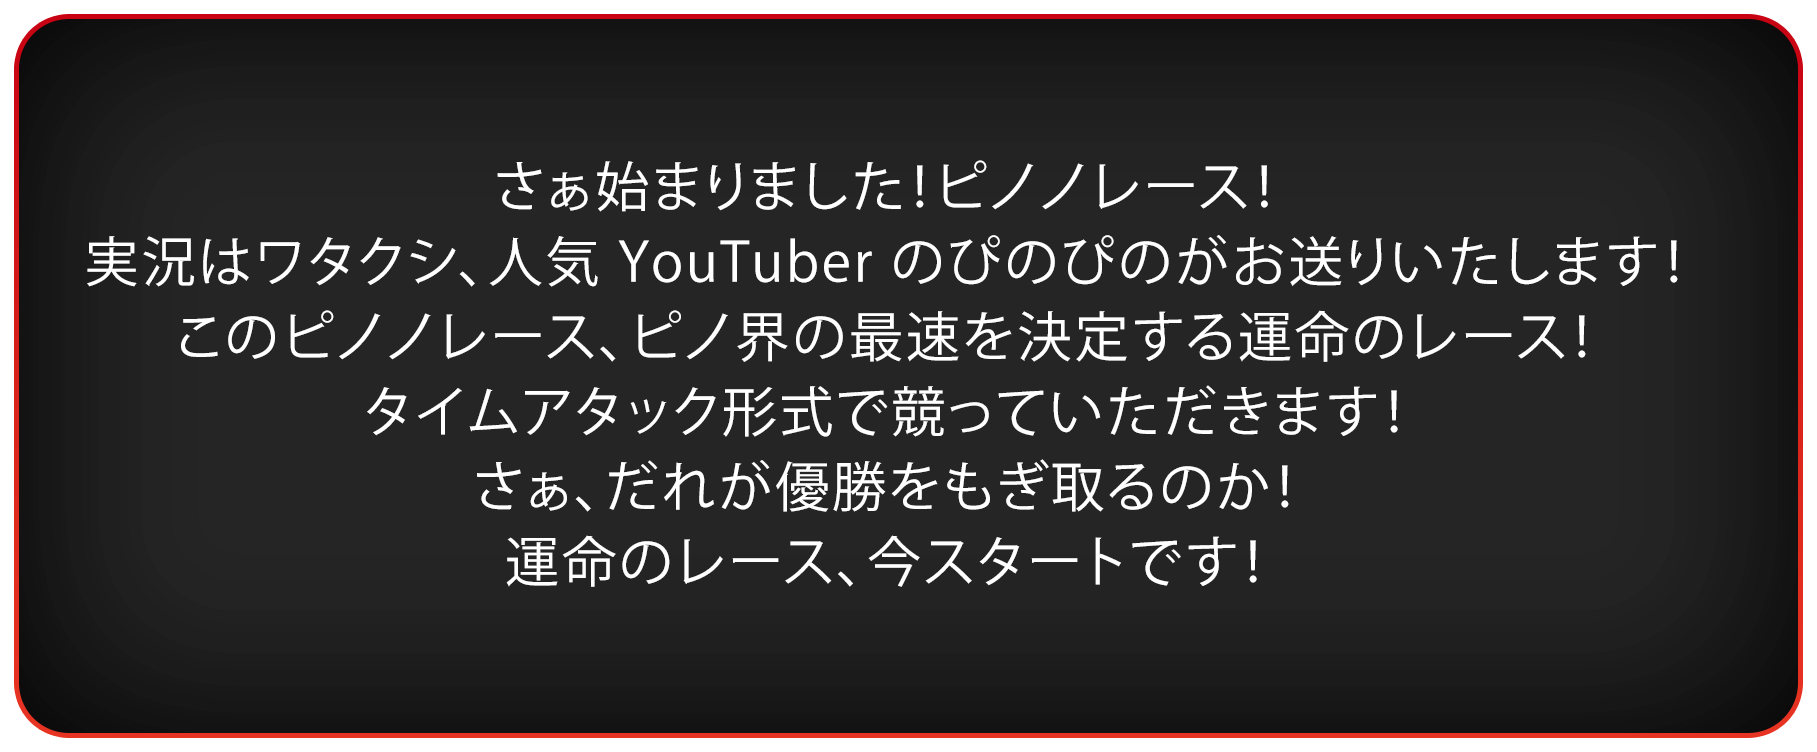 さぁ始まりました！ピノノレース！
実況はワタクシ、人気 YouTuber のぴのぴのがお送りいたします！
このピノノレース、ピノ界の最速を決定する運命のレース！
タイムアタック形式で競っていただきます！
さぁ、だれが優勝をもぎ取るのか！
運命のレース、今スタートです！